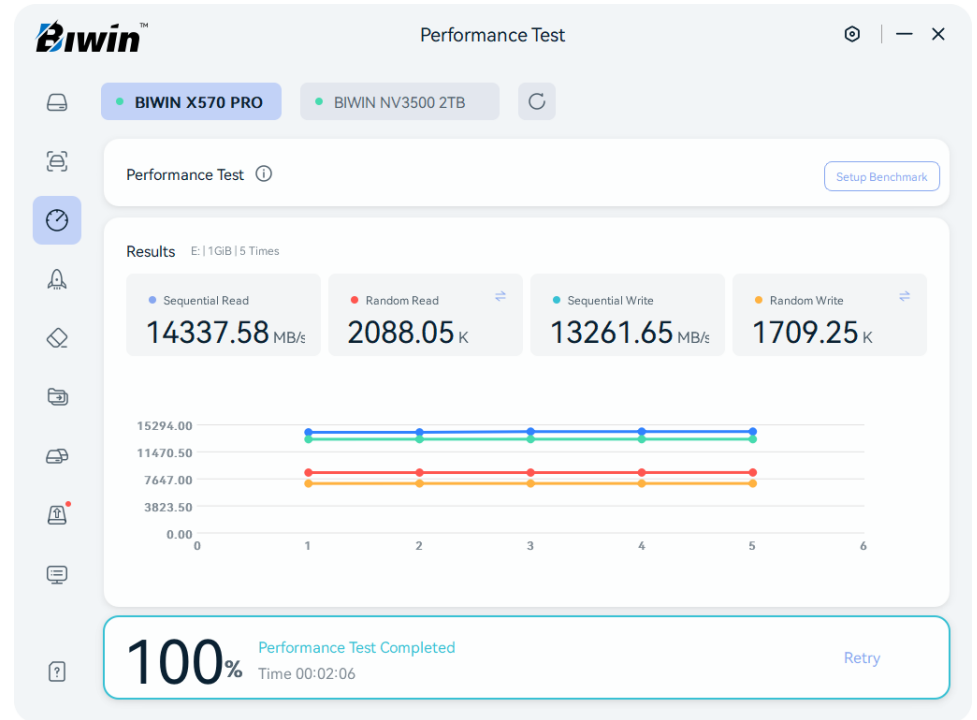 BIWIN™
Performance Test
BIWIN X570 PRO
BIWIN NV3500 2TB
Performance Test
Setup Benchmark
Results E: | 1GiB | 5 Times
Sequential Read
14337.58 MB/s
Random Read
2088.05 K
Sequential Write
13261.65 MB/s
Random Write
1709.25 K
15294.00
11470.50
7647.00
3823.50
0.00
0 1 2 3 4 5 6
100%
Performance Test Completed
Time 00:02:06
Retry